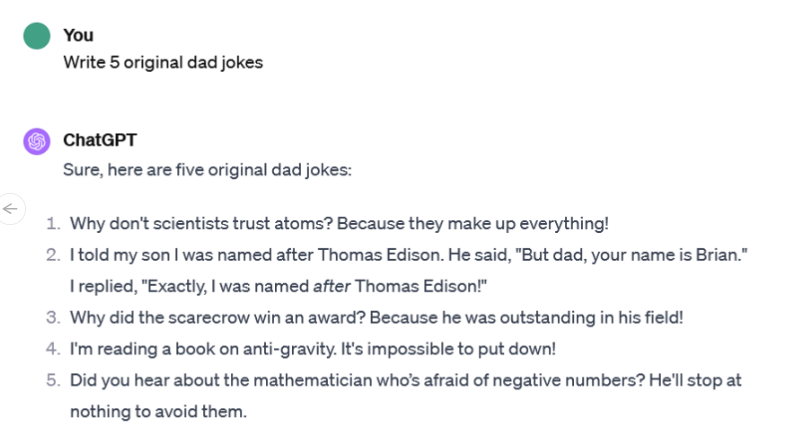 You
Write 5 original dad jokes
ChatGPT
Sure, here are five original dad jokes:
1. Why don't scientists trust atoms? Because they make up everything!
2. I told my son I was named after Thomas Edison. He said, "But dad, your name is Brian."
I replied, "Exactly, I was named after Thomas Edison!"
3. Why did the scarecrow win an award? Because he was outstanding in his field!
4. I'm reading a book on anti-gravity. It's impossible to put down!
5. Did you hear about the mathematician who’s afraid of negative numbers? He'll stop at
nothing to avoid them.